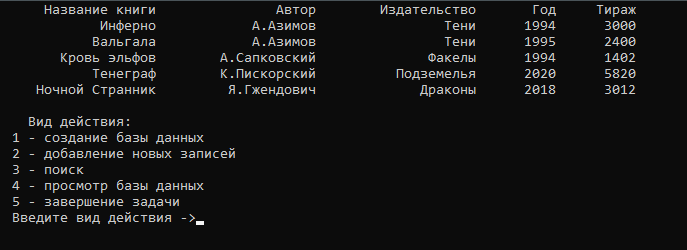 Название книги Автор Издательство Год Тираж
Инферно А.Азимов Тени 1994 3000
Вальгала А.Азимов Тени 1995 2400
Кровь эльфов А.Сапковский Факелы 1994 1402
Тенеграф К.Пискорский Подземелья 2020 5820
Ночной Странник Я.Гжендович Драконы 2018 3012
Вид действия:
1 - создание базы данных
2 - добавление новых записей
3 - поиск
4 - просмотр базы данных
5 - завершение задачи
Введите вид действия ->